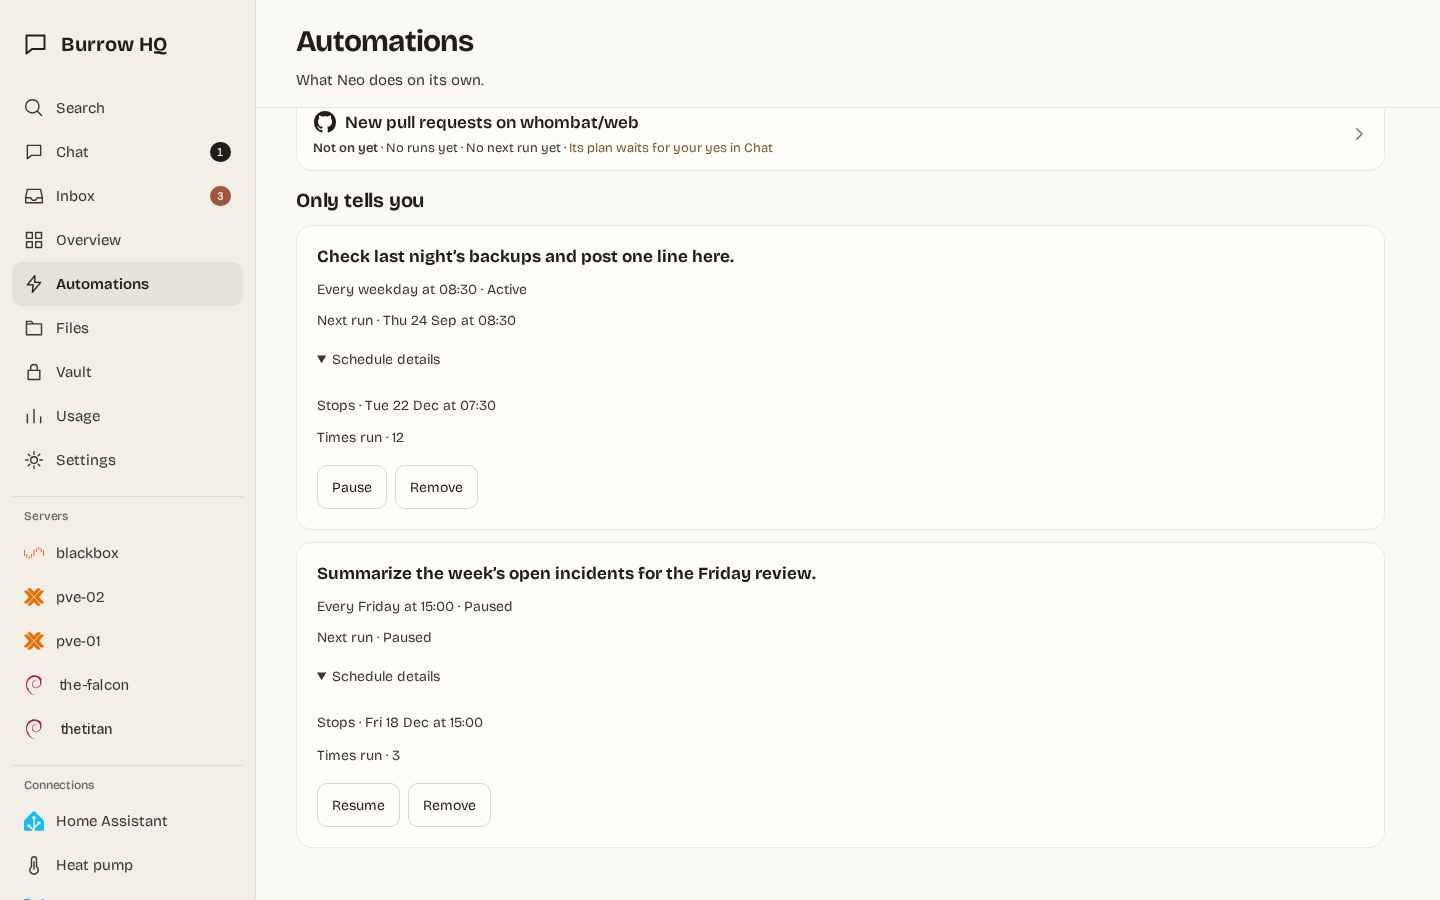 Burrow HQ
Search
Chat 1
Inbox 3
Overview
Automations
Files
Vault
Usage
Settings
Servers
blackbox
pve-02
pve-01
the-falcon
thetitan
Connections
Home Assistant
Heat pump
Automations
What Neo does on its own.
New pull requests on whombat/web
Not on yet · No runs yet · No next run yet · Its plan waits for your yes in Chat
Only tells you
Check last night’s backups and post one line here.
Every weekday at 08:30 · Active
Next run · Thu 24 Sep at 08:30
▼ Schedule details
Stops · Tue 22 Dec at 07:30
Times run · 12
Pause Remove
Summarize the week’s open incidents for the Friday review.
Every Friday at 15:00 · Paused
Next run · Paused
▼ Schedule details
Stops · Fri 18 Dec at 15:00
Times run · 3
Resume Remove